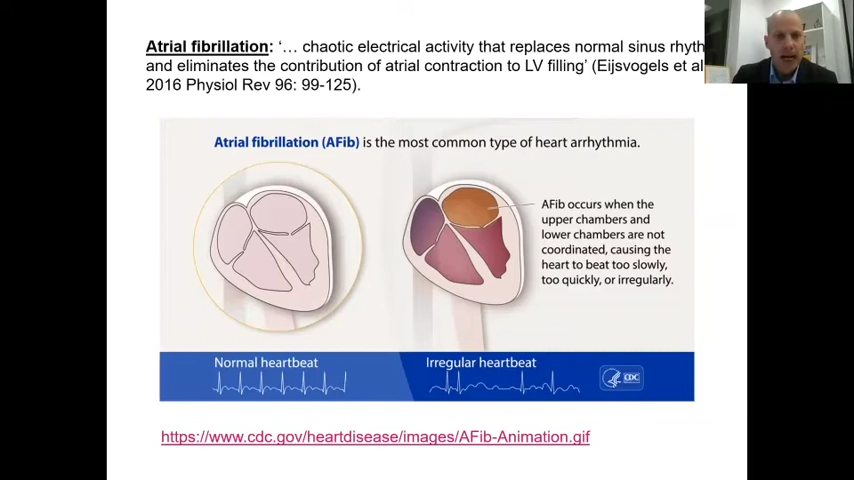 Atrial fibrillation: ‘… chaotic electrical activity that replaces normal sinus rhyth
and eliminates the contribution of atrial contraction to LV filling’ (Eijsvogels et al
2016 Physiol Rev 96: 99-125).
Atrial fibrillation (AFib) is the most common type of heart arrhythmia.
AFib occurs when the
upper chambers and
lower chambers are not
coordinated, causing the
heart to beat too slowly,
too quickly, or irregularly.
Normal heartbeat
Irregular heartbeat
CDC
https://www.cdc.gov/heartdisease/images/AFib-Animation.gif